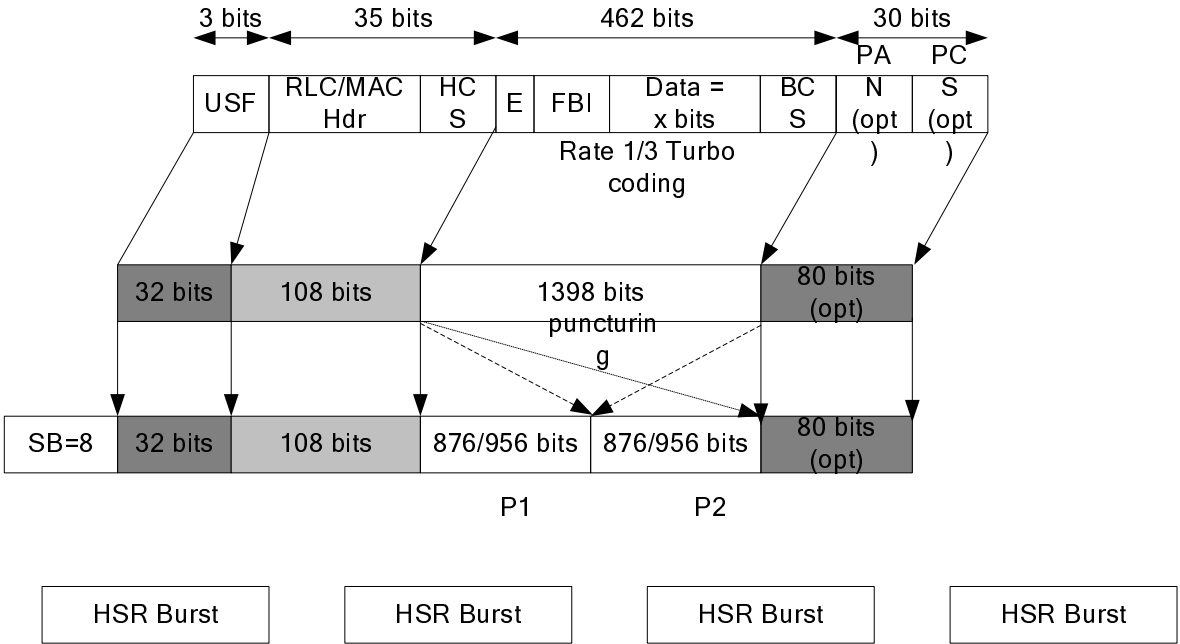 3 bits 35 bits 462 bits 30 bits
USF
RLC/MAC
Hdr
HC
S
E
FBI
Data =
x bits
BC
S
PA
N
(opt
)
PC
S
(opt
)
Rate 1/3 Turbo
coding
32 bits
108 bits
1398 bits
80 bits
(opt)
puncturin
g
SB=8
32 bits
108 bits
876/956 bits
876/956 bits
80 bits
(opt)
P1 P2
HSR Burst HSR Burst HSR Burst HSR Burst